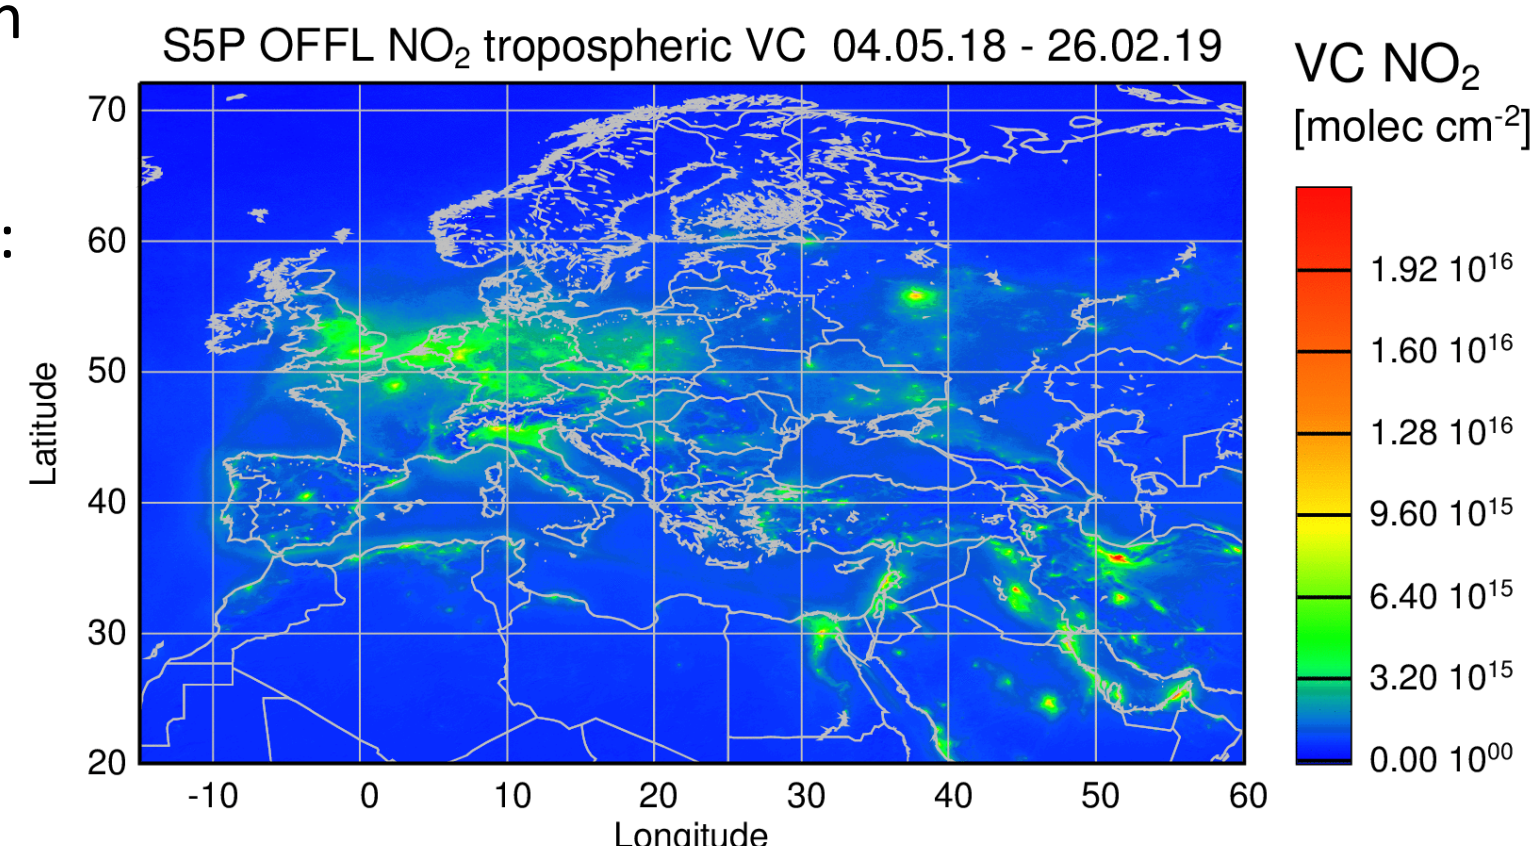 n
:
S5P OFFL NO₂ tropospheric VC 04.05.18 - 26.02.19
VC NO₂
[molec cm⁻²]
70
60
50
40
30
20
Latitude
-10 0 10 20 30 40 50 60
Longitude
1.92 10¹⁶
1.60 10¹⁶
1.28 10¹⁶
9.60 10¹⁵
6.40 10¹⁵
3.20 10¹⁵
0.00 10⁰⁰